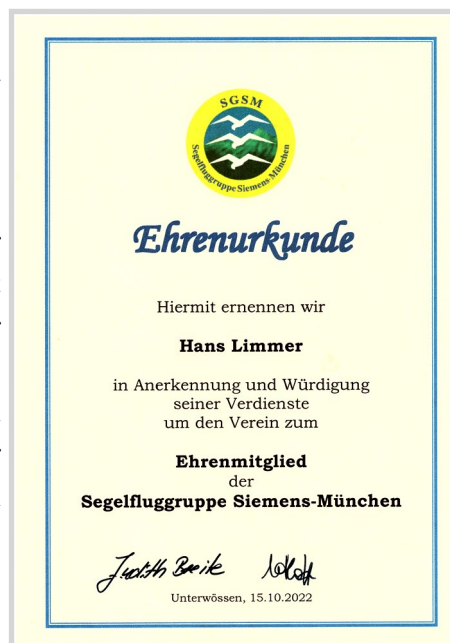 SGSM
Segelfluggruppe Siemens-München
Ehrenurkunde
Hiermit ernennen wir
Hans Limmer
in Anerkennung und Würdigung
seiner Verdienste
um den Verein zum
Ehrenmitglied
der
Segelfluggruppe Siemens-München
Judith
Unterwössen, 15.10.2022